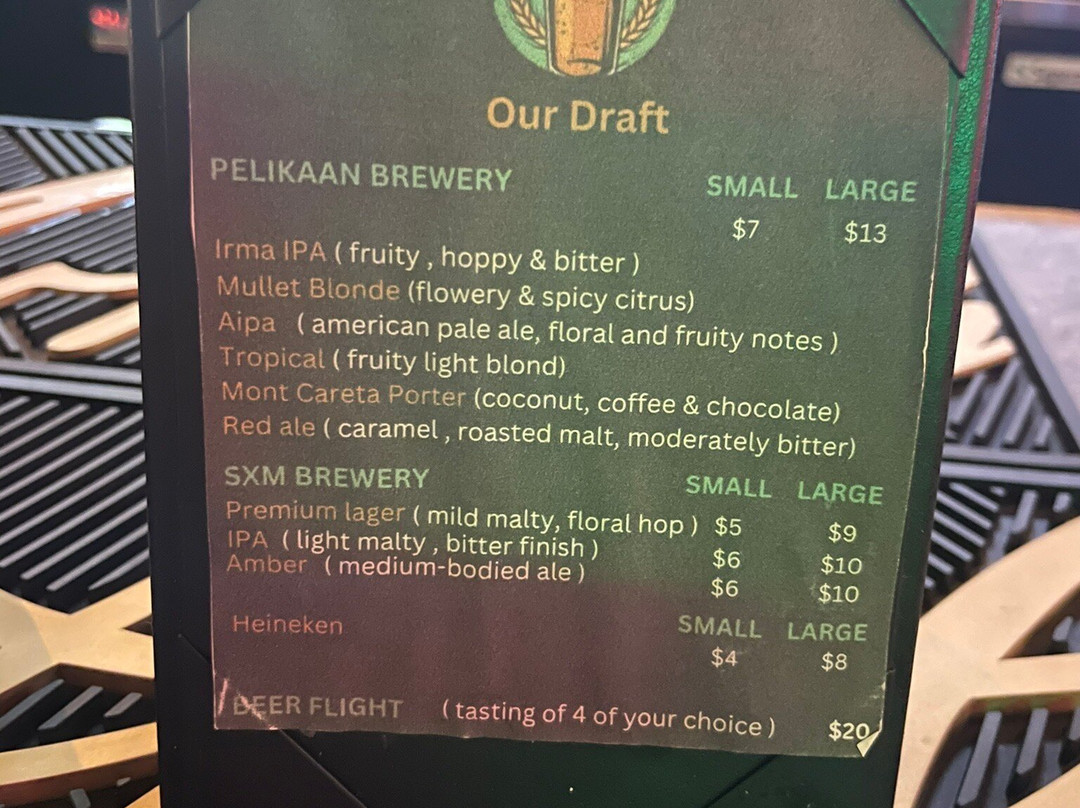 Our Draft
PELIKAAN BREWERY SMALL LARGE
$7 $13
Irma IPA ( fruity , hoppy & bitter )
Mullet Blonde (flowery & spicy citrus)
Aipa ( american pale ale, floral and fruity notes )
Tropical ( fruity light blond)
Mont Careta Porter (coconut, coffee & chocolate)
Red ale ( caramel , roasted malt, moderately bitter)
SXM BREWERY SMALL LARGE
Premium lager ( mild malty, floral hop ) $5 $9
IPA ( light malty , bitter finish ) $6 $10
Amber ( medium-bodied ale ) $6 $10
Heineken SMALL LARGE
$4 $8
BEER FLIGHT ( tasting of 4 of your choice ) $20